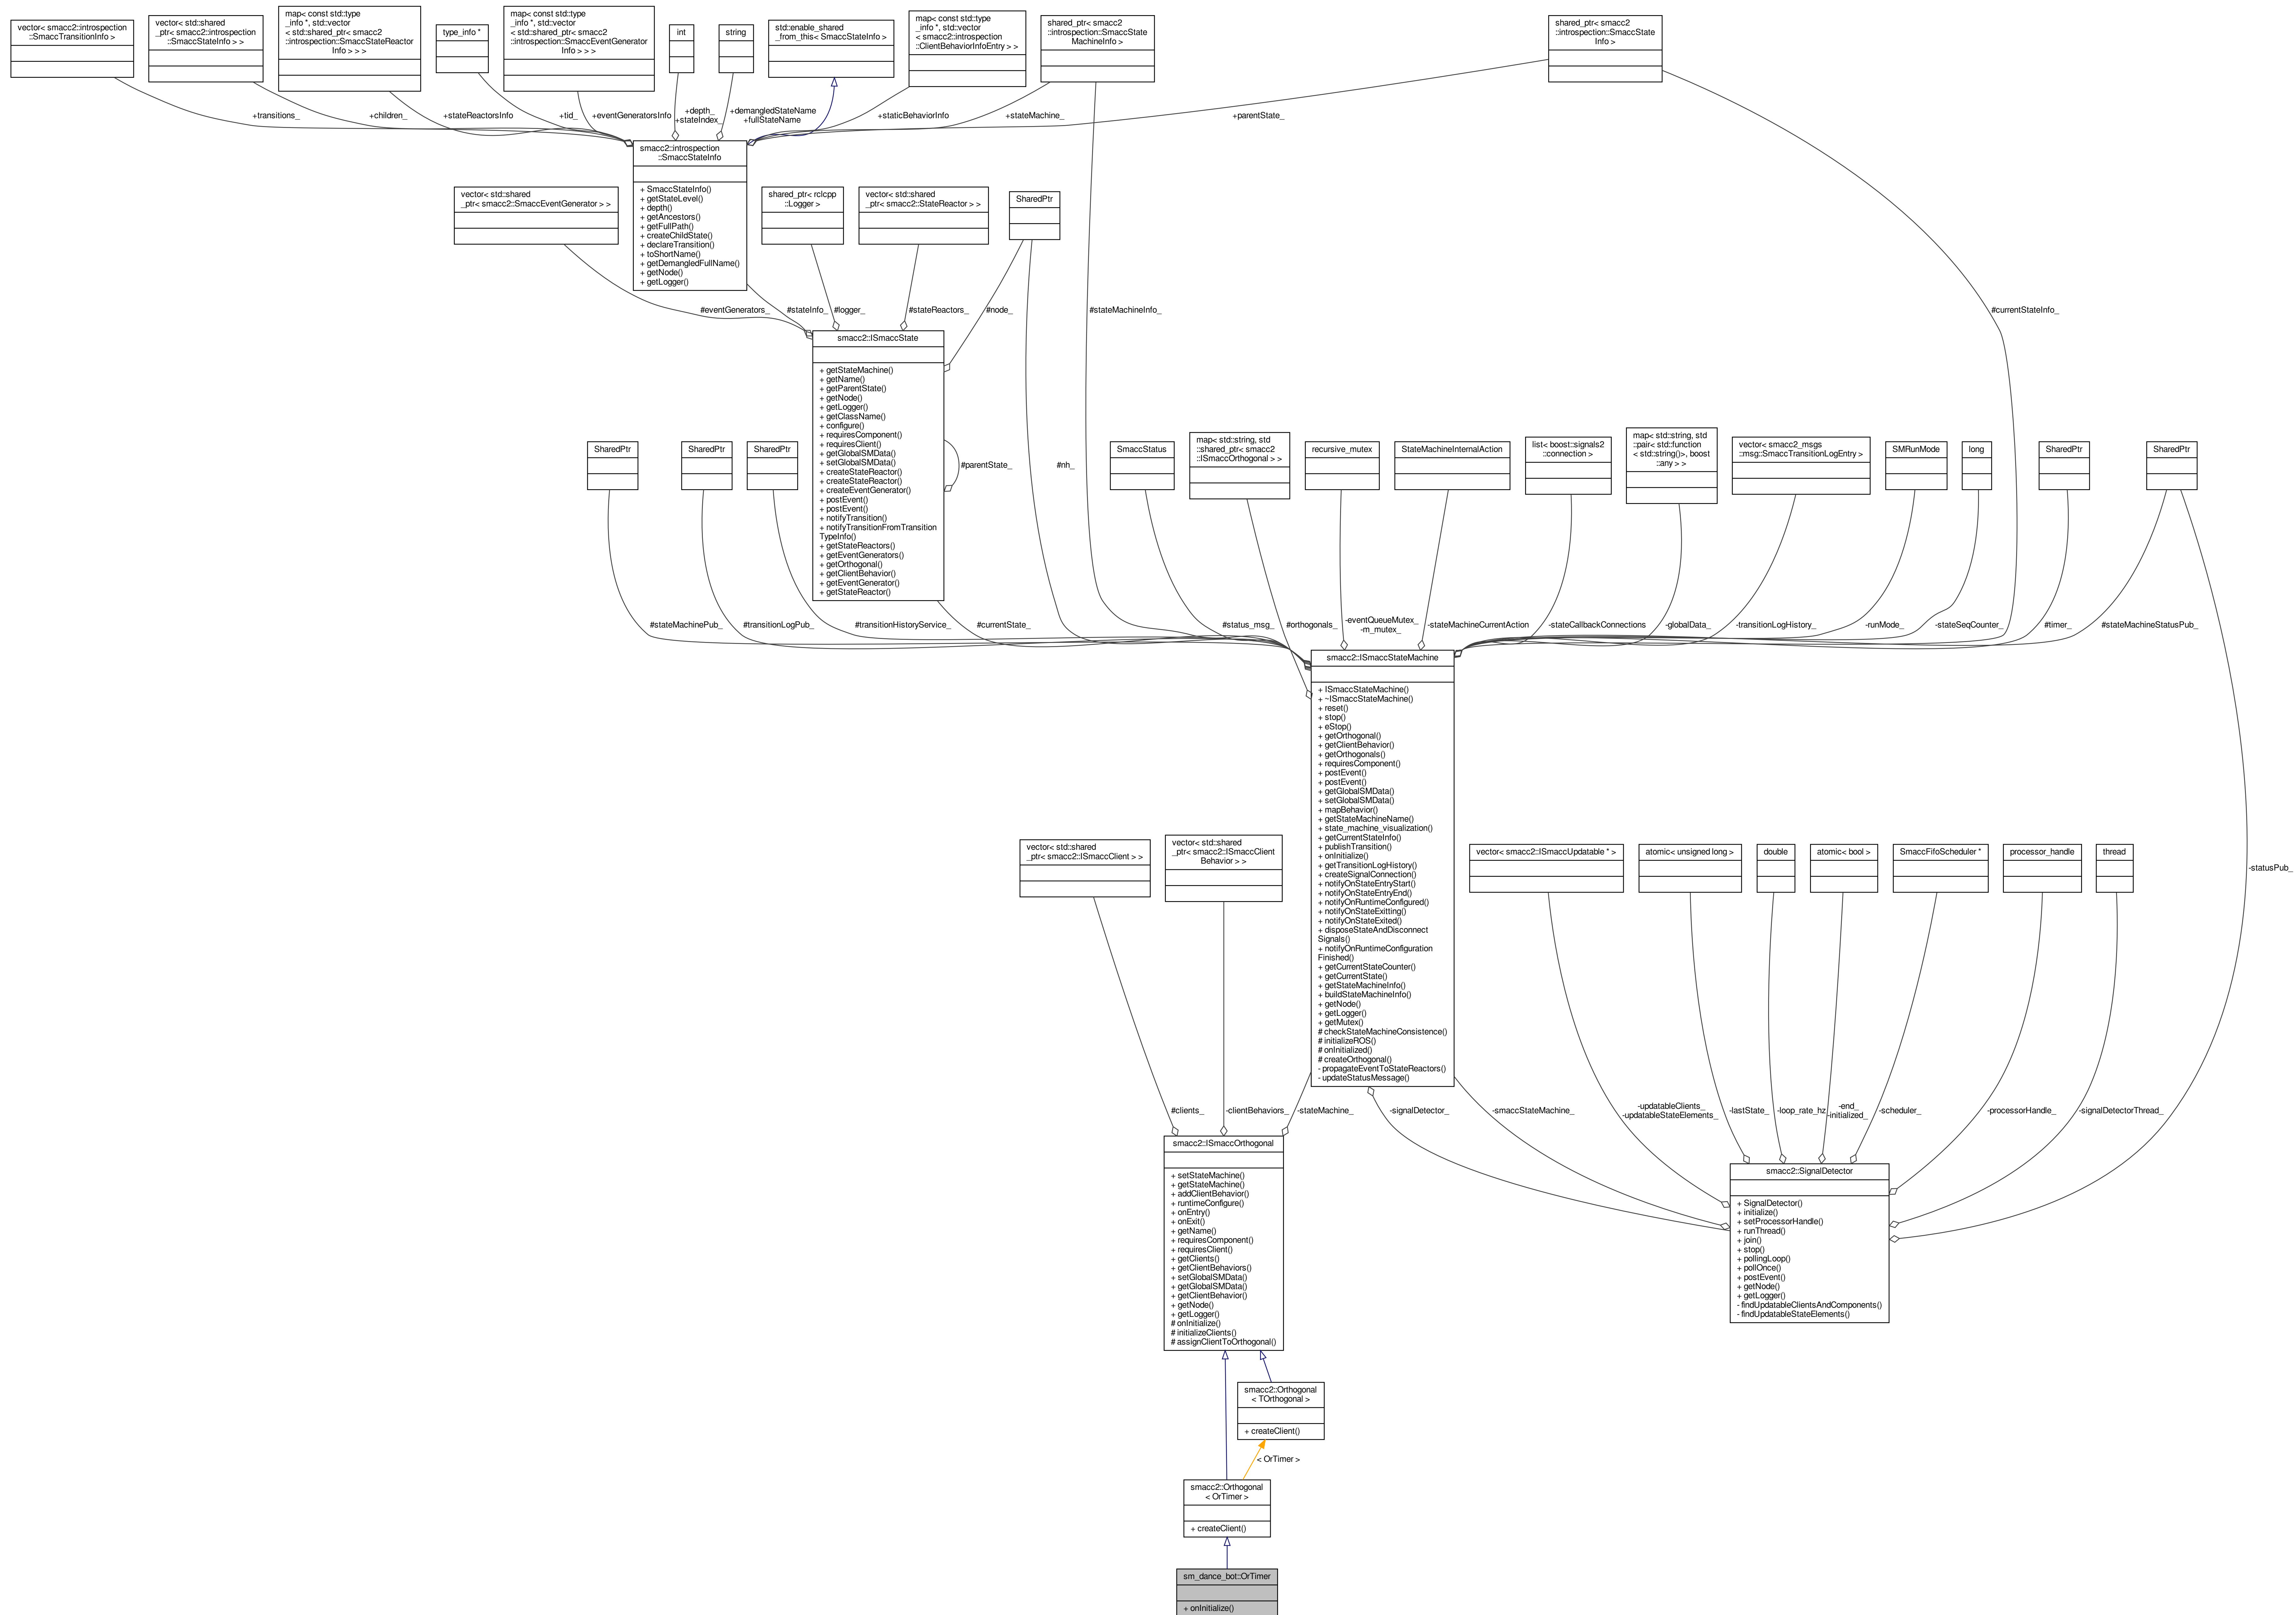 vector< smacc2::introspection
::SmaccTransitionInfo >
vector< std::shared
_ptr< smacc2::introspection
::SmaccStateInfo > >
map< const std::type
_info *, std::vector
< std::shared_ptr< smacc2
::introspection::SmaccStateReactor
Info > > >
type_info *
map< const std::type
_info *, std::vector
< std::shared_ptr< smacc2
::introspection::SmaccEventGenerator
Info > > >
int
string
std::enable_shared
_from_this< SmaccStateInfo >
map< const std::type
_info *, std::vector
< smacc2::introspection
::ClientBehaviorInfoEntry > >
shared_ptr< smacc2
::introspection::SmaccState
MachineInfo >
shared_ptr< smacc2
::introspection::SmaccState
Info >
+transitions_
+children_
+stateReactorsInfo
+tid_
+eventGeneratorsInfo
+depth_
+stateIndex_
+demangledStateName
+fullStateName
+staticBehaviorInfo
+stateMachine_
+parentState_
smacc2::introspection
::SmaccStateInfo
+ SmaccStateInfo()
+ getStateLevel()
+ depth()
+ getAncestors()
+ getFullPath()
+ createChildState()
+ declareTransition()
+ toShortName()
+ getDemangledFullName()
+ getNode()
+ getLogger()
vector< std::shared
_ptr< smacc2::SmaccEventGenerator > >
shared_ptr< rclcpp
::Logger >
vector< std::shared
_ptr< smacc2::StateReactor > >
SharedPtr
#eventGenerators_
#stateInfo_
#logger_
#stateReactors_
#node_
#stateMachineInfo_
#currentStateInfo_
smacc2::ISmaccState
+ getStateMachine()
+ getName()
+ getParentState()
+ getNode()
+ getLogger()
+ getClassName()
+ configure()
+ requiresComponent()
+ requiresClient()
+ getGlobalSMData()
+ setGlobalSMData()
+ createStateReactor()
+ createStateReactor()
+ createEventGenerator()
+ postEvent()
+ postEvent()
+ notifyTransition()
+ notifyTransitionFromTransition
TypeInfo()
+ getStateReactors()
+ getEventGenerators()
+ getOrthogonal()
+ getClientBehavior()
+ getEventGenerator()
+ getStateReactor()
#parentState_
#nh_
SharedPtr
SharedPtr
SharedPtr
SmaccStatus
map< std::string, std
::shared_ptr< smacc2
::ISmaccOrthogonal > >
recursive_mutex
StateMachineInternalAction
list< boost::signals2
::connection >
map< std::string, std
::pair< std::function
< std::string()>, boost
::any > >
vector< smacc2_msgs
::msg::SmaccTransitionLogEntry >
SMRunMode
long
SharedPtr
SharedPtr
#stateMachinePub_
#transitionLogPub_
#transitionHistoryService_
#currentState_
#status_msg_
#orthogonals_
-eventQueueMutex_
-m_mutex_
-stateMachineCurrentAction
-stateCallbackConnections
-globalData_
-transitionLogHistory_
-runMode_
-stateSeqCounter_
#timer_
#stateMachineStatusPub_
smacc2::ISmaccStateMachine
+ ISmaccStateMachine()
+ ~ISmaccStateMachine()
+ reset()
+ stop()
+ eStop()
+ getOrthogonal()
+ getClientBehavior()
+ getOrthogonals()
+ requiresComponent()
+ postEvent()
+ postEvent()
+ getGlobalSMData()
+ setGlobalSMData()
+ mapBehavior()
+ getStateMachineName()
+ state_machine_visualization()
+ getCurrentStateInfo()
+ publishTransition()
+ onInitialize()
+ getTransitionLogHistory()
+ createSignalConnection()
+ notifyOnStateEntryStart()
+ notifyOnStateEntryEnd()
+ notifyOnRuntimeConfigured()
+ notifyOnStateExitting()
+ notifyOnStateExited()
+ disposeStateAndDisconnect
Signals()
+ notifyOnRuntimeConfiguration
Finished()
+ getCurrentStateCounter()
+ getCurrentState()
+ getStateMachineInfo()
+ buildStateMachineInfo()
+ getNode()
+ getLogger()
+ getMutex()
# checkStateMachineConsistence()
# initializeROS()
# onInitialized()
# createOrthogonal()
- propagateEventToStateReactors()
- updateStatusMessage()
vector< std::shared
_ptr< smacc2::ISmaccClient > >
vector< std::shared
_ptr< smacc2::ISmaccClient
Behavior > >
vector< smacc2::ISmaccUpdatable * >
atomic< unsigned long >
double
atomic< bool >
SmaccFifoScheduler *
processor_handle
thread
-statusPub_
#clients_
-clientBehaviors_
-stateMachine_
-signalDetector_
-smaccStateMachine_
-updatableClients_
-updatableStateElements_
-lastState_
-loop_rate_hz
-end_
-initialized_
-scheduler_
-processorHandle_
-signalDetectorThread_
smacc2::ISmaccOrthogonal
+ setStateMachine()
+ getStateMachine()
+ addClientBehavior()
+ runtimeConfigure()
+ onEntry()
+ onExit()
+ getName()
+ requiresComponent()
+ requiresClient()
+ getClients()
+ getClientBehaviors()
+ setGlobalSMData()
+ getGlobalSMData()
+ getClientBehavior()
+ getNode()
+ getLogger()
# onInitialize()
# initializeClients()
# assignClientToOrthogonal()
smacc2::SignalDetector
+ SignalDetector()
+ initialize()
+ setProcessorHandle()
+ runThread()
+ join()
+ stop()
+ pollingLoop()
+ pollOnce()
+ postEvent()
+ getNode()
+ getLogger()
- findUpdatableClientsAndComponents()
- findUpdatableStateElements()
smacc2::Orthogonal
< TOrthogonal >
+ createClient()
< OrTimer >
smacc2::Orthogonal
< OrTimer >
+ createClient()
sm_dance_bot::OrTimer
+ onInitialize()